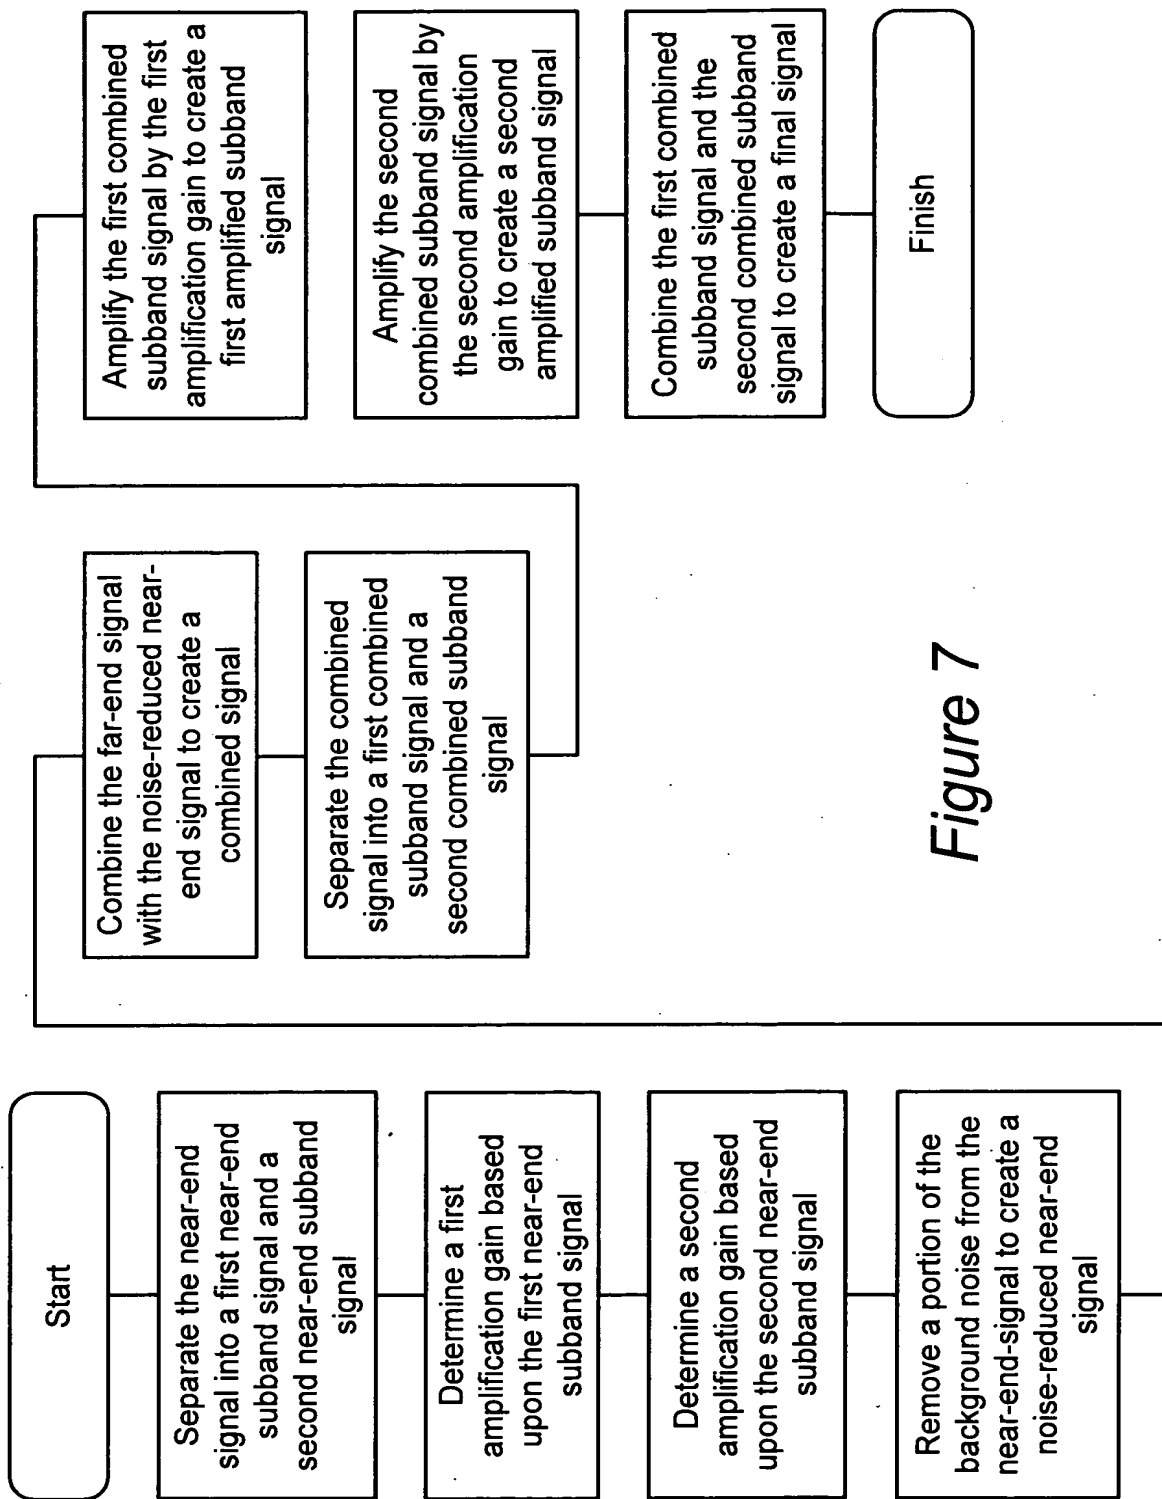 Start
Separate the near-end
signal into a first near-end
subband signal and a
second near-end subband
signal
Determine a first
amplification gain based
upon the first near-end
subband signal
Determine a second
amplification gain based
upon the second near-end
subband signal
Remove a portion of the
background noise from the
near-end-signal to create a
noise-reduced near-end
signal
Combine the far-end signal
with the noise-reduced near-
end signal to create a
combined signal
Separate the combined
signal into a first combined
subband signal and a
second combined subband
signal
Amplify the first combined
subband signal by the first
amplification gain to create a
first amplified subband
signal
Amplify the second
combined subband signal by
the second amplification
gain to create a second
amplified subband signal
Combine the first combined
subband signal and the
second combined subband
signal to create a final signal
Finish
Figure 7